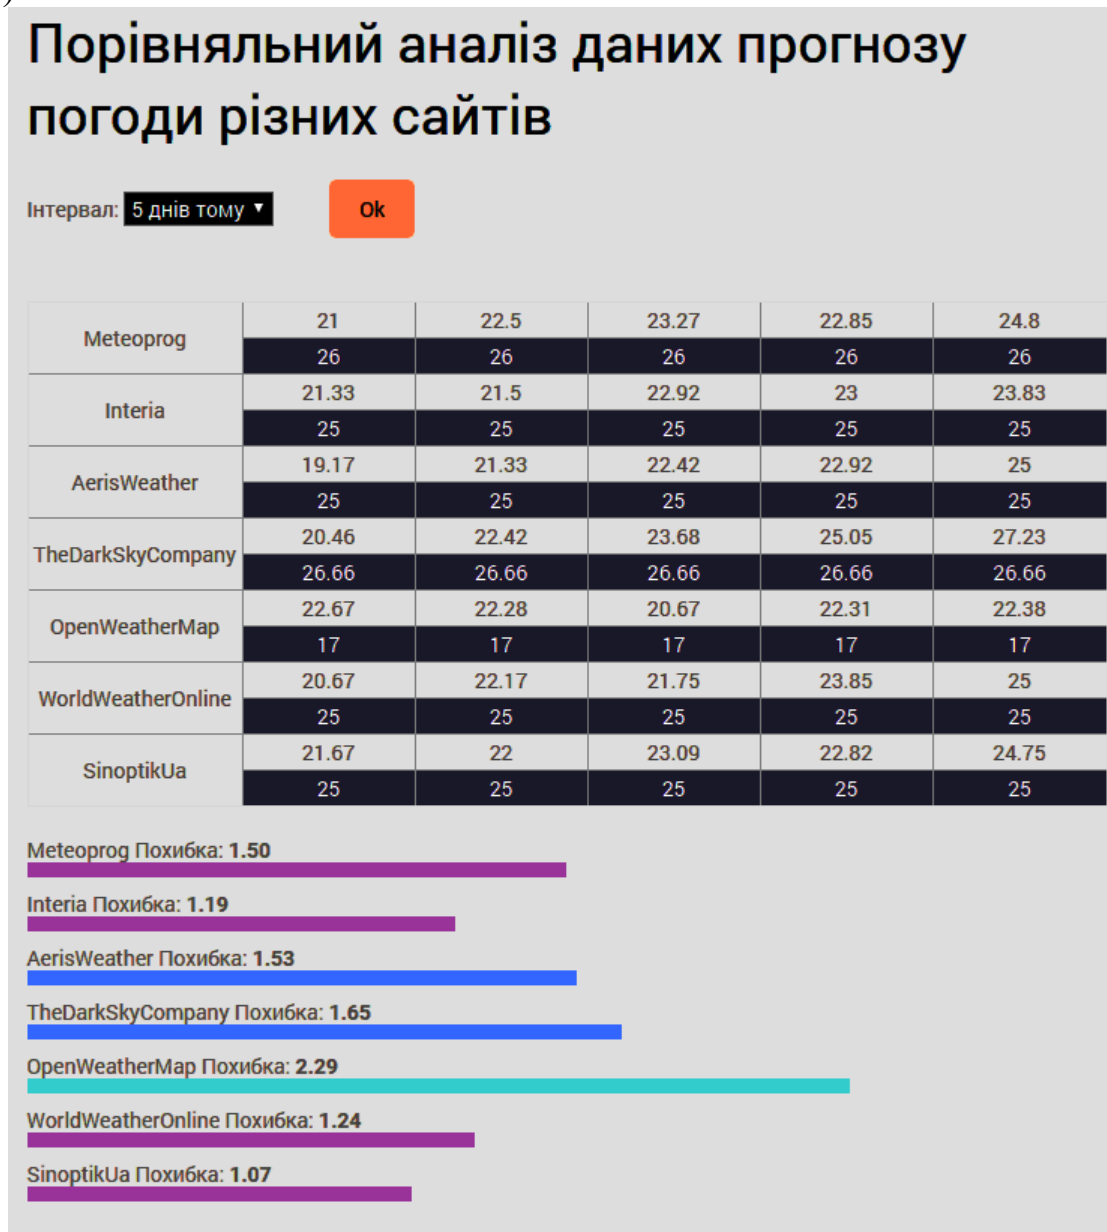 )
Порівняльний аналіз даних прогнозу
погоди різних сайтів
Інтервал: 5 днів тому ▼ Ok
Meteoprog 21 22.5 23.27 22.85 24.8
26 26 26 26 26
Interia 21.33 21.5 22.92 23 23.83
25 25 25 25 25
AerisWeather 19.17 21.33 22.42 22.92 25
25 25 25 25 25
TheDarkSkyCompany 20.46 22.42 23.68 25.05 27.23
26.66 26.66 26.66 26.66 26.66
OpenWeatherMap 22.67 22.28 20.67 22.31 22.38
17 17 17 17 17
WorldWeatherOnline 20.67 22.17 21.75 23.85 25
25 25 25 25 25
SinoptikUa 21.67 22 23.09 22.82 24.75
25 25 25 25 25
Meteoprog Похибка: 1.50
Interia Похибка: 1.19
AerisWeather Похибка: 1.53
TheDarkSkyCompany Похибка: 1.65
OpenWeatherMap Похибка: 2.29
WorldWeatherOnline Похибка: 1.24
SinoptikUa Похибка: 1.07